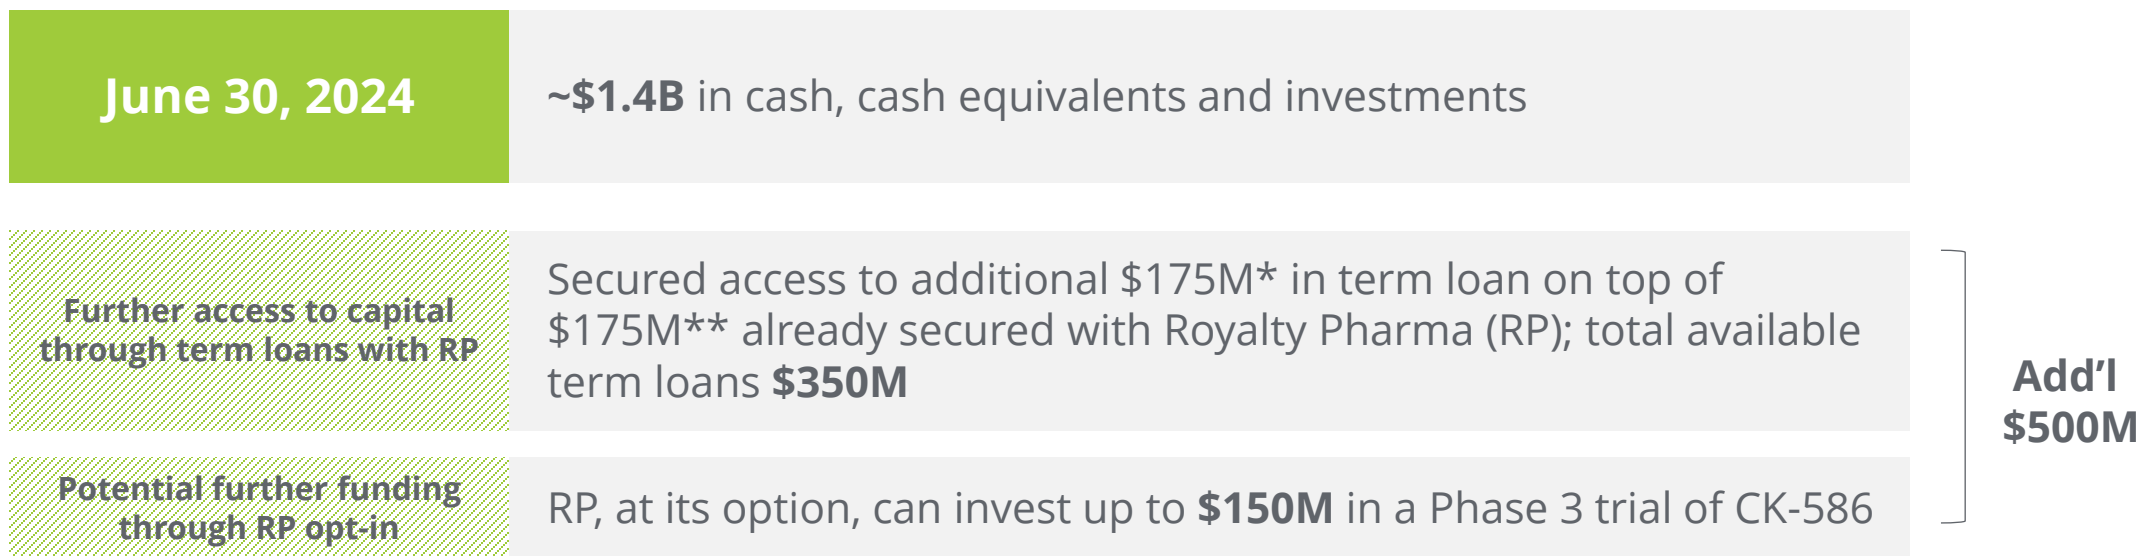 June 30, 2024
~$1.4B in cash, cash equivalents and investments
Further access to capital
through term loans with RP
Secured access to additional $175M* in term loan on top of
$175M** already secured with Royalty Pharma (RP); total available
term loans $350M
Potential further funding
through RP opt-in
RP, at its option, can invest up to $150M in a Phase 3 trial of CK-586
Add’l
$500M